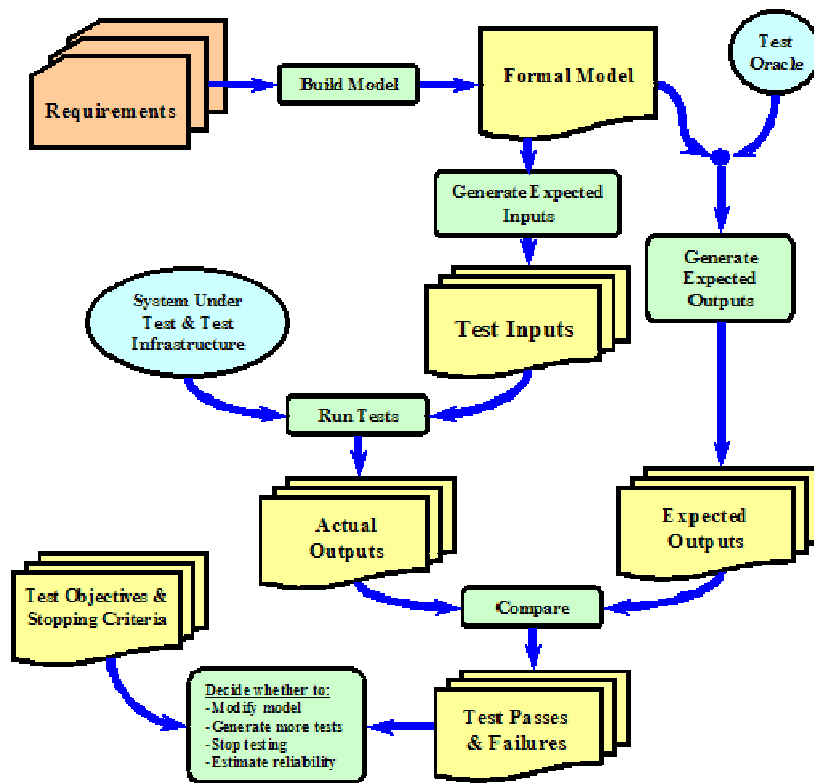 Requirements
Build Model
Formal Model
Test
Oracle
Generate Expected
Inputs
Generate
Expected
Outputs
System Under
Test & Test
Infrastructure
Test Inputs
Run Tests
Actual
Outputs
Expected
Outputs
Test Objectives &
Stopping Criteria
Compare
Decide whether to:
- Modify model
- Generate more tests
- Stop testing
- Estimate reliability
Test Passes
& Failures